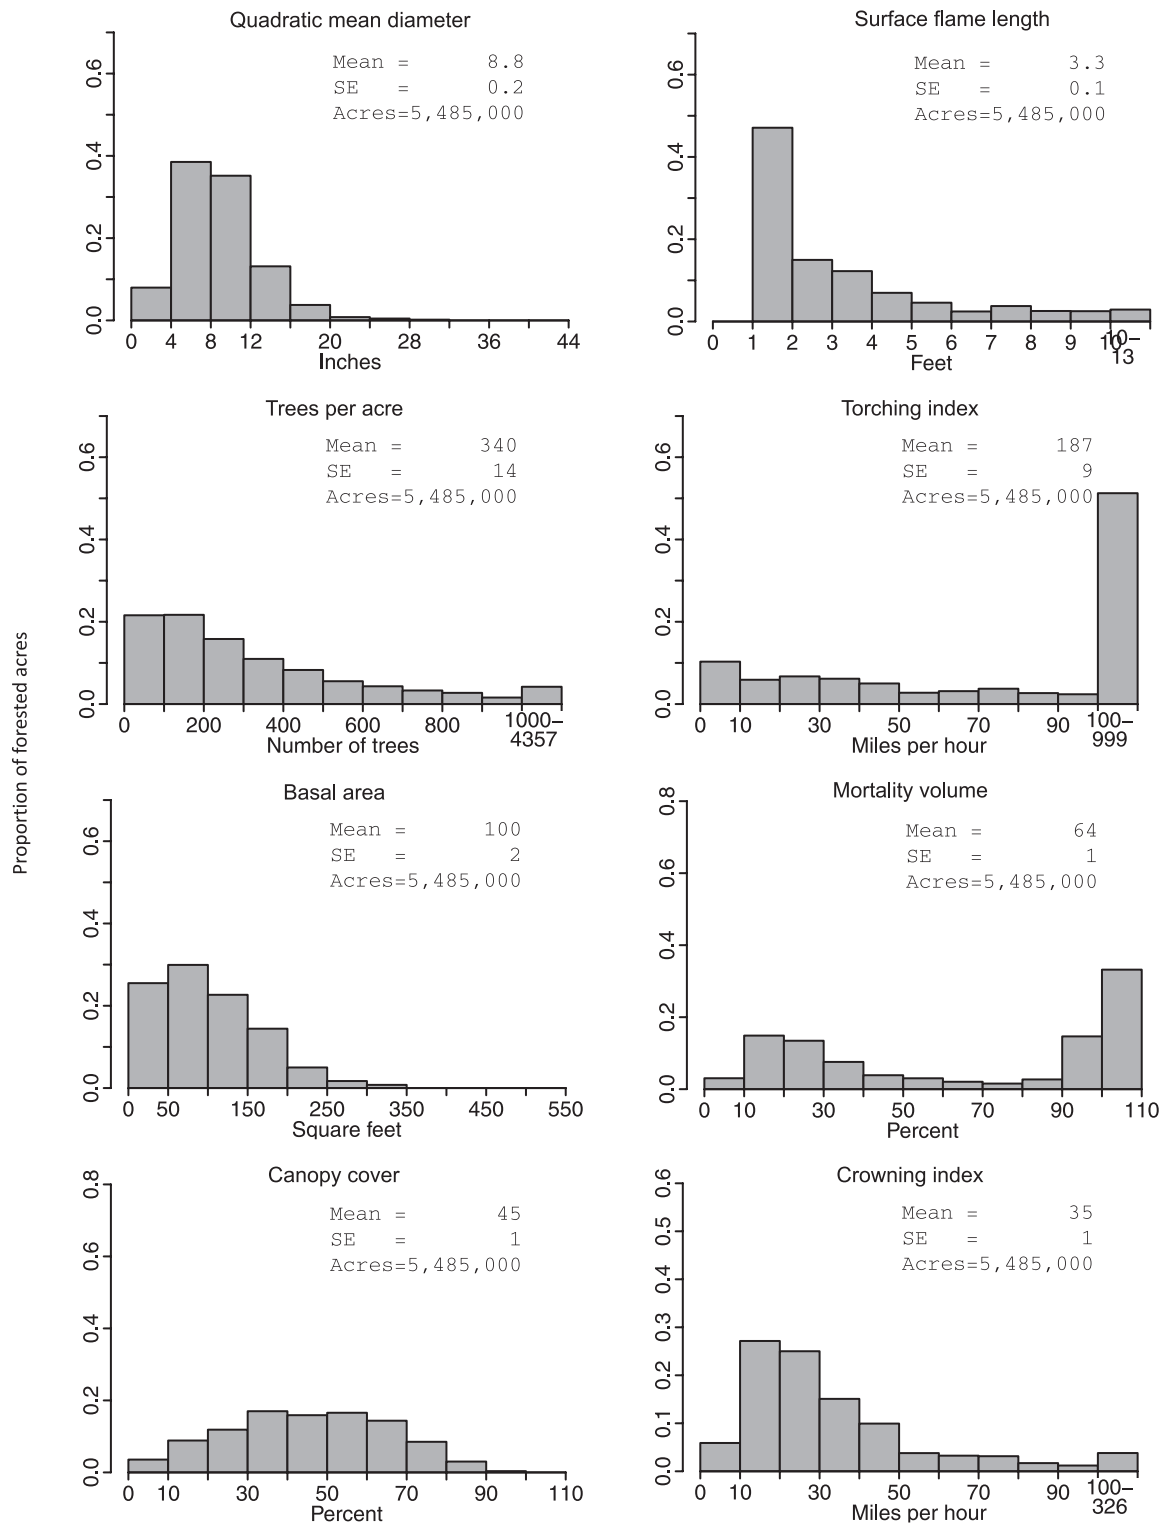 Proportion of forested acres
Quadratic mean diameter
Mean = 8.8
SE = 0.2
Acres=5,485,000
0.0 0.2 0.4 0.6
0 4 8 12 20 28 36 44
Inches
Surface flame length
Mean = 3.3
SE = 0.1
Acres=5,485,000
0.0 0.2 0.4 0.6
0 1 2 3 4 5 6 7 8 9 10 10–
13
Feet
Trees per acre
Mean = 340
SE = 14
Acres=5,485,000
0.0 0.2 0.4 0.6
0 200 400 600 800 1000–
4357
Number of trees
Torching index
Mean = 187
SE = 9
Acres=5,485,000
0.0 0.2 0.4 0.6
0 10 30 50 70 90 100–
999
Miles per hour
Basal area
Mean = 100
SE = 2
Acres=5,485,000
0.0 0.2 0.4 0.6
0 50 150 250 350 450 550
Square feet
Mortality volume
Mean = 64
SE = 1
Acres=5,485,000
0.0 0.2 0.4 0.6 0.8
0 10 30 50 70 90 110
Percent
Canopy cover
Mean = 45
SE = 1
Acres=5,485,000
0.0 0.2 0.4 0.6 0.8
0 10 30 50 70 90 110
Percent
Crowning index
Mean = 35
SE = 1
Acres=5,485,000
0.0 0.1 0.2 0.3 0.4 0.5 0.6
0 10 30 50 70 90 100–
326
Miles per hour